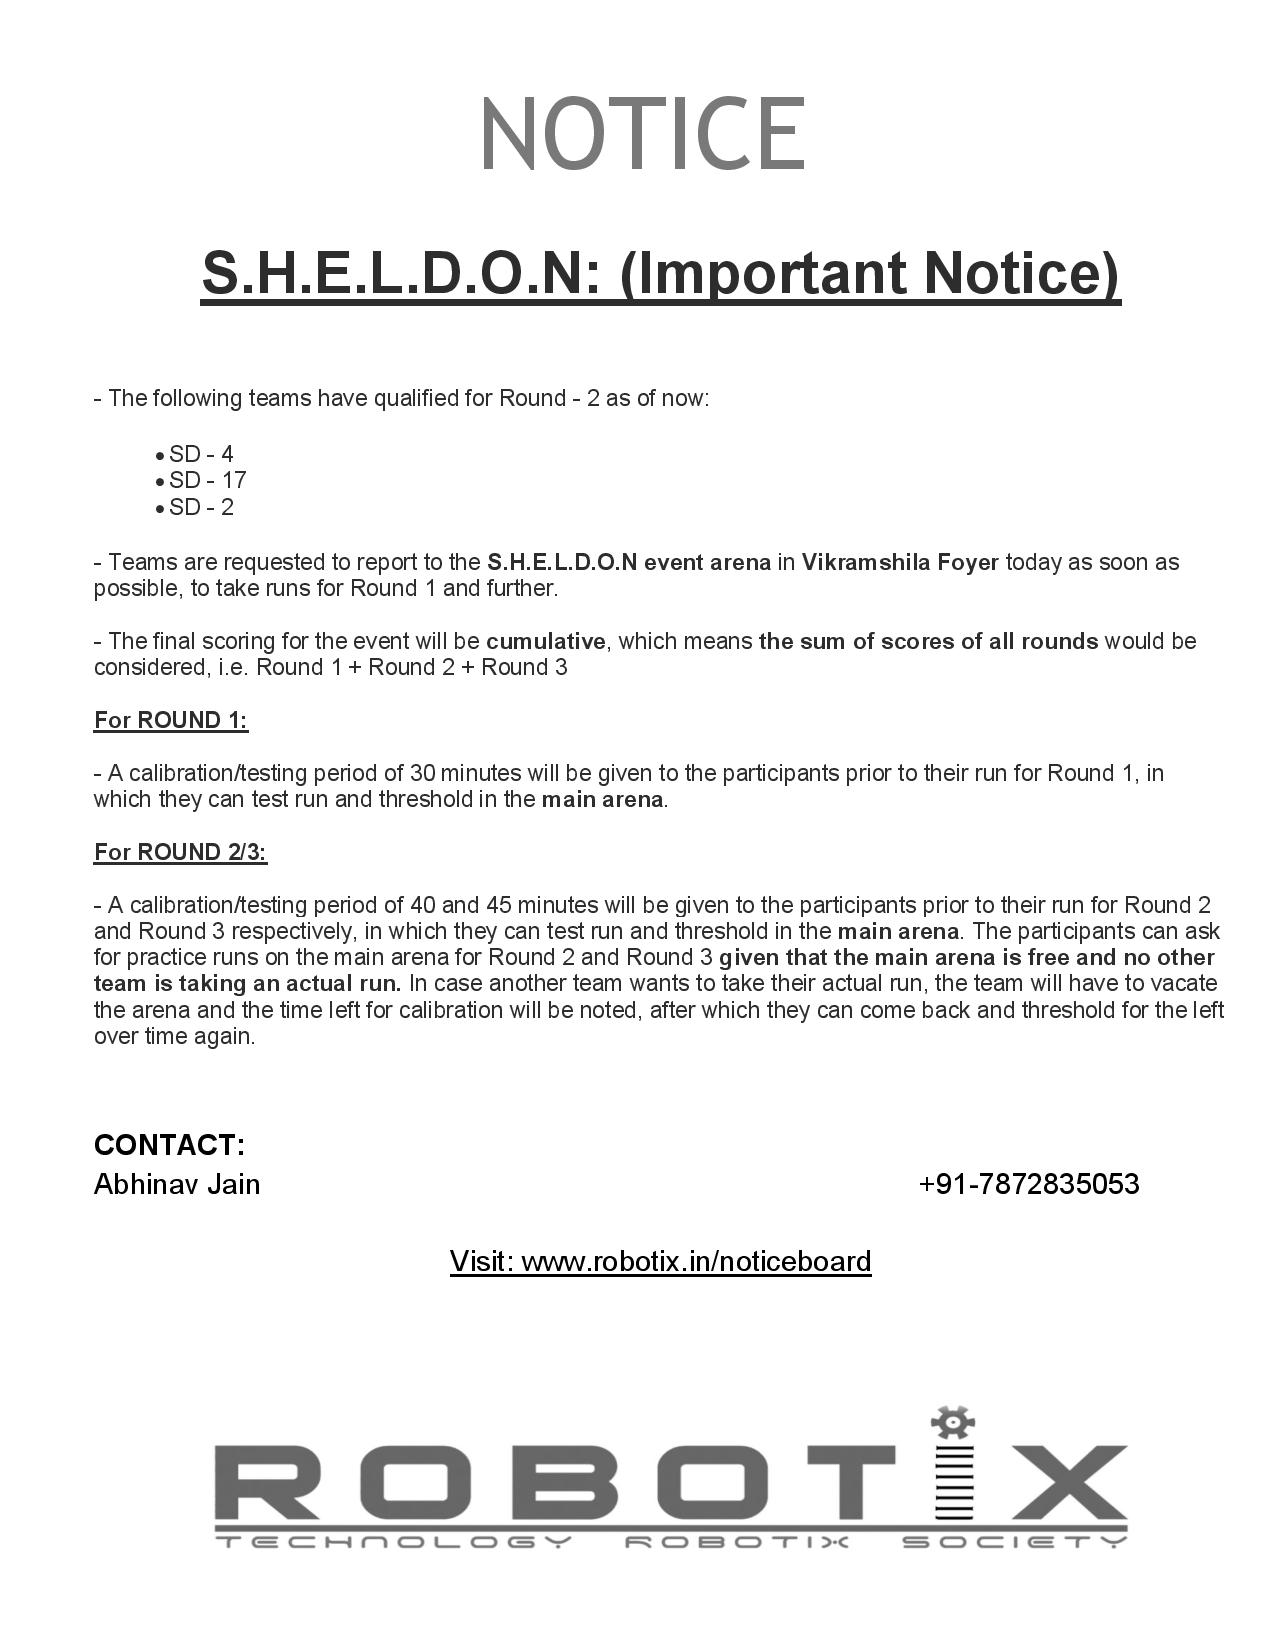 NOTICE
S.H.E.L.D.O.N: (Important Notice)
- The following teams have qualified for Round - 2 as of now:
• SD - 4
• SD - 17
• SD - 2
- Teams are requested to report to the S.H.E.L.D.O.N event arena in Vikramshila Foyer today as soon as
possible, to take runs for Round 1 and further.
- The final scoring for the event will be cumulative, which means the sum of scores of all rounds would be
considered, i.e. Round 1 + Round 2 + Round 3
For ROUND 1:
- A calibration/testing period of 30 minutes will be given to the participants prior to their run for Round 1, in
which they can test run and threshold in the main arena.
For ROUND 2/3:
- A calibration/testing period of 40 and 45 minutes will be given to the participants prior to their run for Round 2
and Round 3 respectively, in which they can test run and threshold in the main arena. The participants can ask
for practice runs on the main arena for Round 2 and Round 3 given that the main arena is free and no other
team is taking an actual run. In case another team wants to take their actual run, the team will have to vacate
the arena and the time left for calibration will be noted, after which they can come back and threshold for the left
over time again.
CONTACT:
Abhinav Jain +91-7872835053
Visit: www.robotix.in/noticeboard
ROBOTiX
TECHNOLOGY ROBOTIX SOCIETY